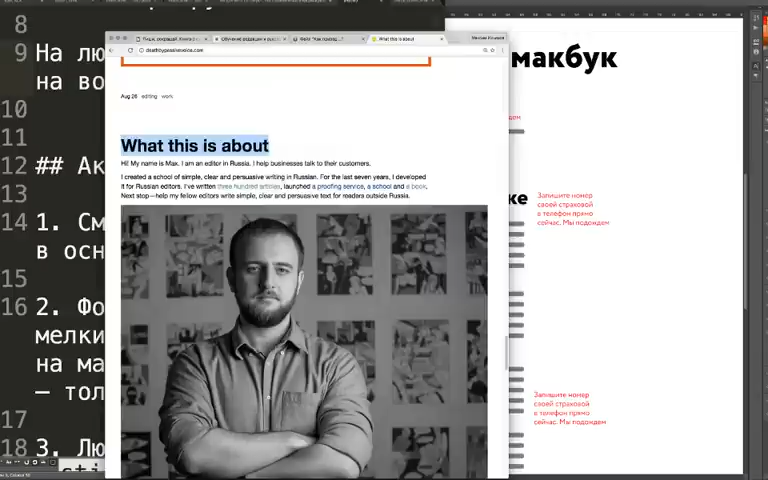 8
9 На лю
на во
10
11
12 ## Ак
13
14 1. См
в осн
15
16 2. Фо
мелки
на ма
— тол
17
18 3. Лю
What this is about
deathbypassivevoice.com
Aug 26 editing work
What this is about
Hi! My name is Max. I am an editor in Russia. I help businesses talk to their customers.
I created a school of simple, clear and persuasive writing in Russian. For the last seven years, I developed
it for Russian editors. I've written three hundred articles, launched a proofing service, a school and a book.
Next stop—help my fellow editors write simple, clear and persuasive text for readers outside Russia.
макбук
дем
ке
Запишите номер
своей страховой
в телефон прямо
сейчас. Мы подождем
Запишите номер
своей страховой
в телефон прямо
сейчас. Мы подождем